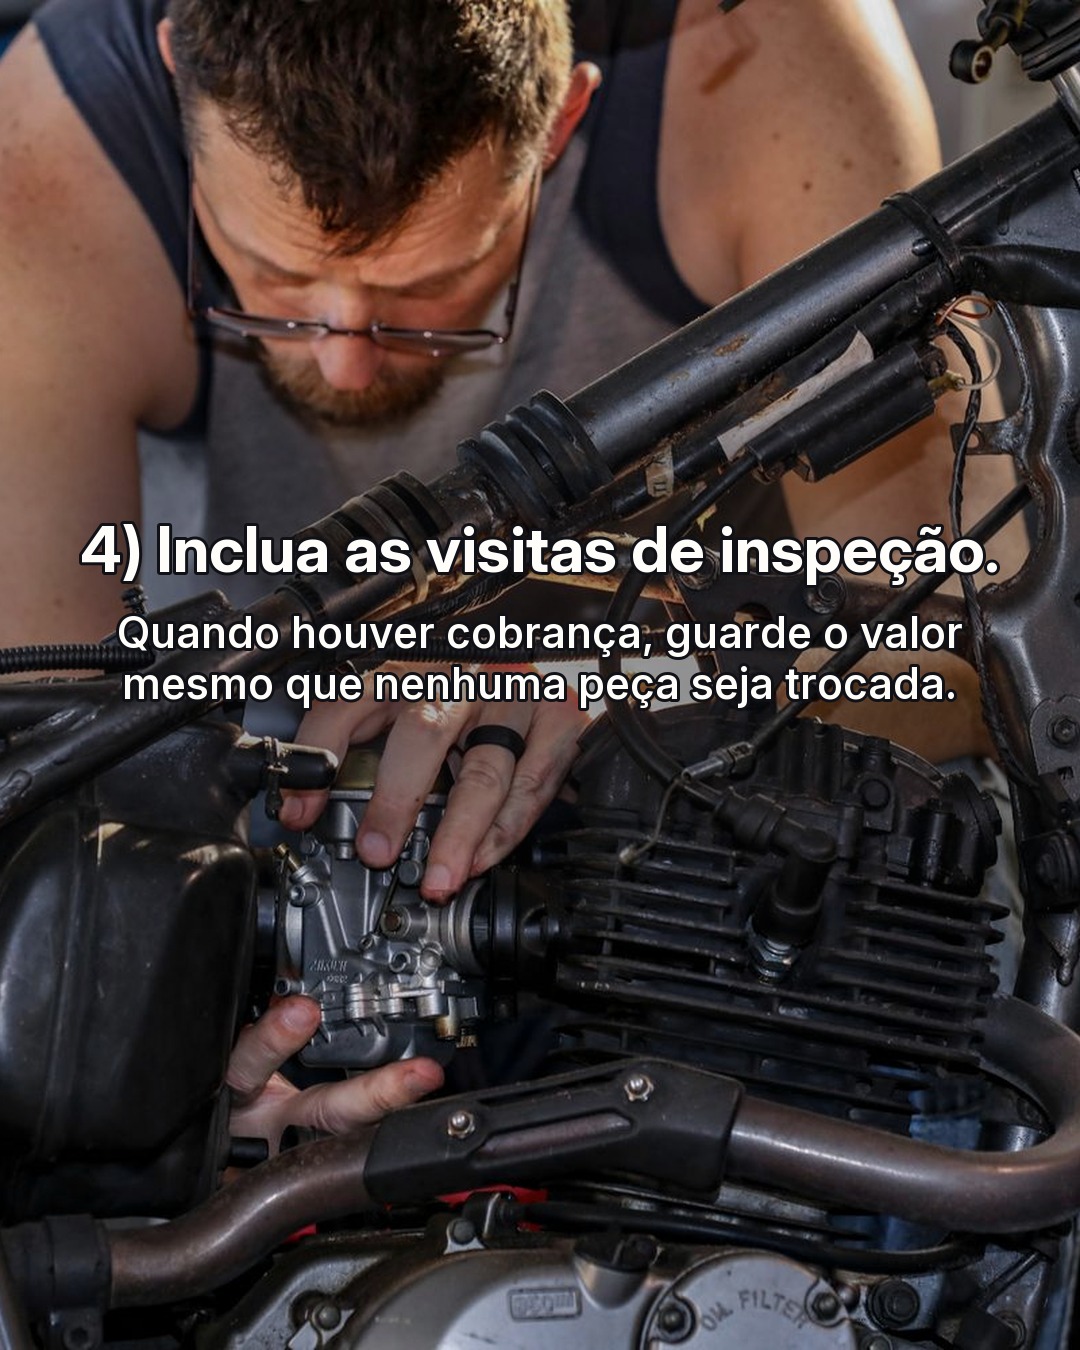 4) Inclua as visitas de inspeção.
Quando houver cobrança, guarde o valor
mesmo que nenhuma peça seja trocada.
OIL FILTER